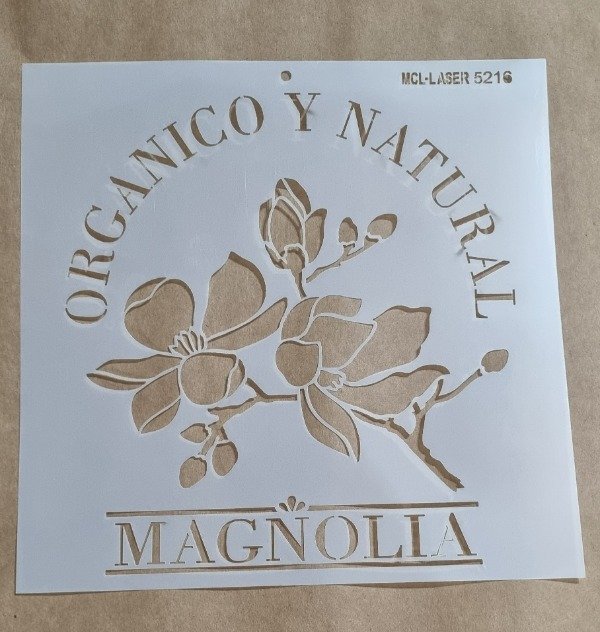 MCL-LASER 5216
ORGANICO Y NATURAL
MAGNOLIA